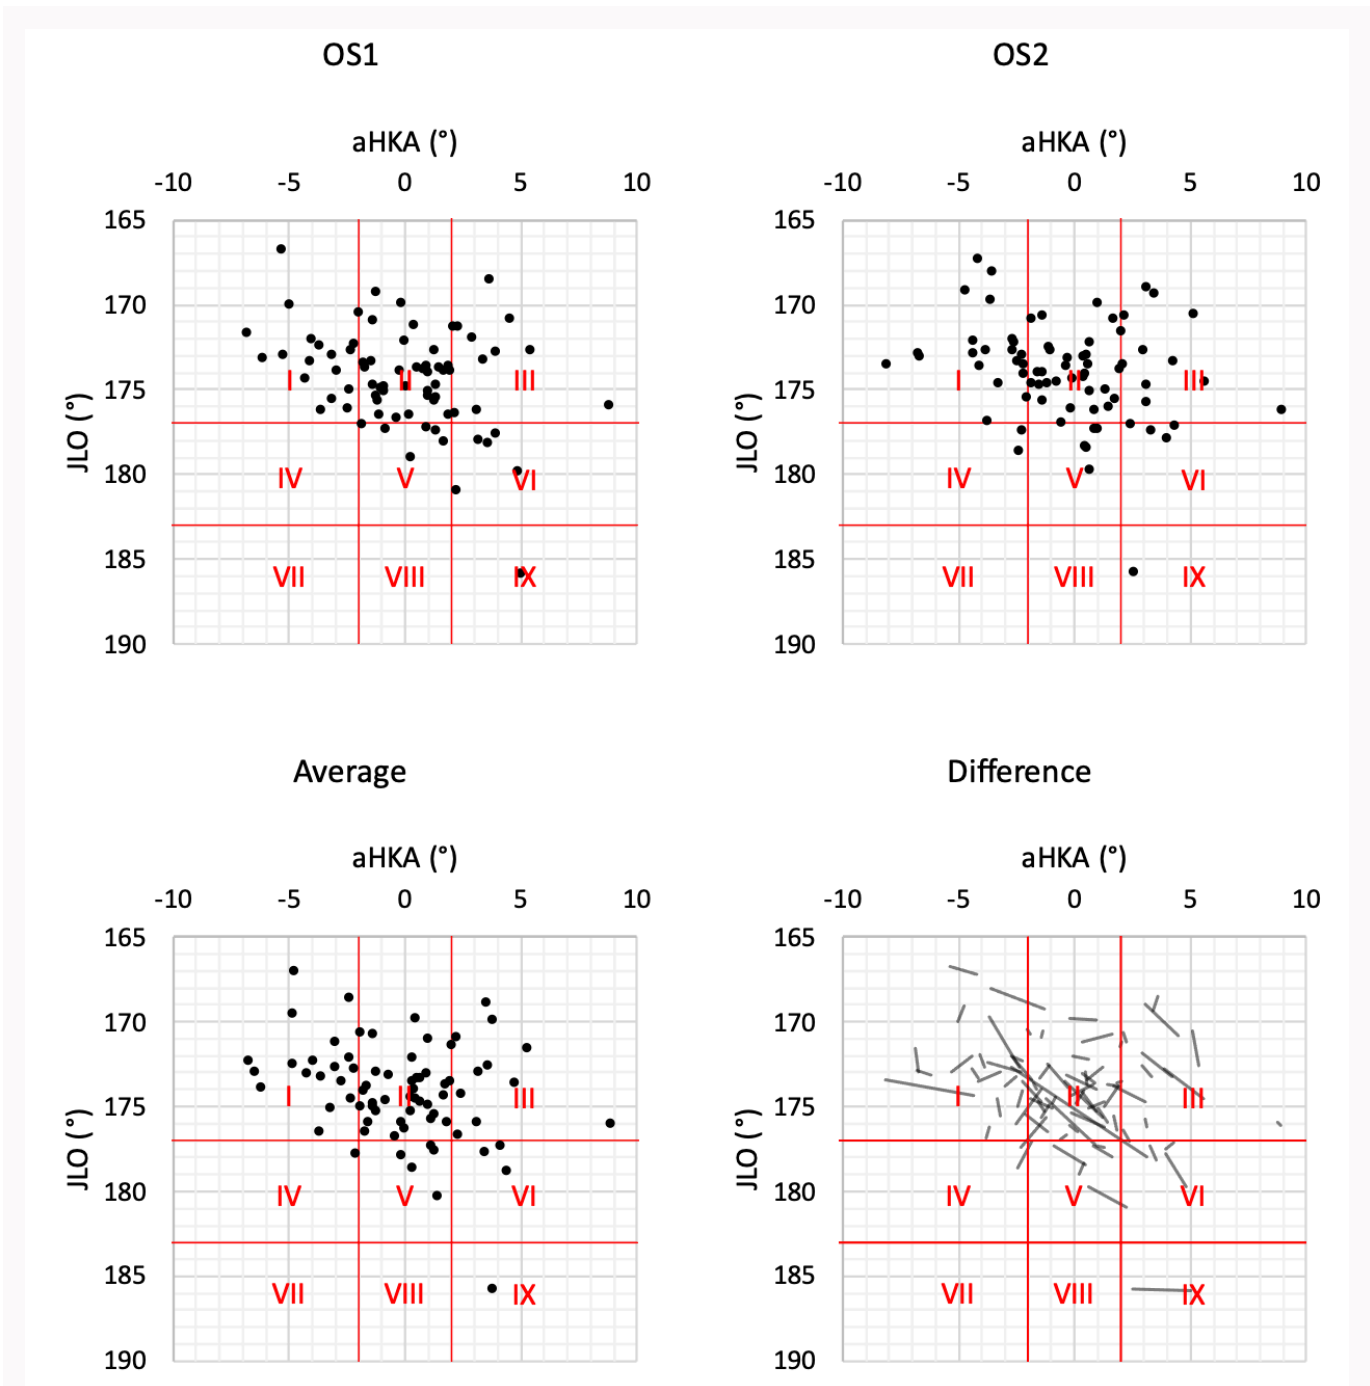 OS1
aHKA (°)
-10 -5 0 5 10
JLO (°)
165
170
175
180
185
190
I II III
IV V VI
VII VIII IX
OS2
aHKA (°)
-10 -5 0 5 10
JLO (°)
165
170
175
180
185
190
I II III
IV V VI
VII VIII IX
Average
aHKA (°)
-10 -5 0 5 10
JLO (°)
165
170
175
180
185
190
I II III
IV V VI
VII VIII IX
Difference
aHKA (°)
-10 -5 0 5 10
JLO (°)
165
170
175
180
185
190
I II III
IV V VI
VII VIII IX